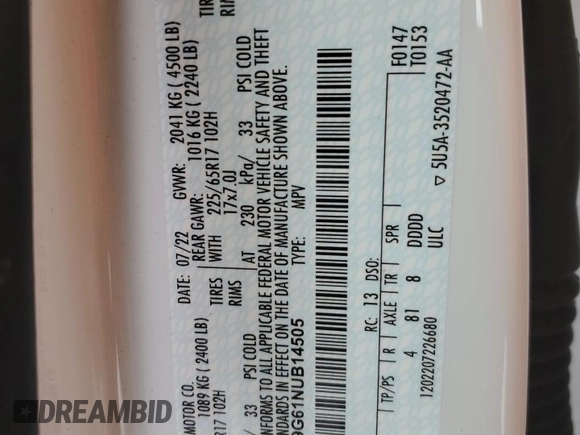 TIRE
RIM
MOTOR CO. DATE: 07/22 GVWR: 2041 KG ( 4500 LB)
1089 KG ( 2400 LB) REAR GAWR: 1016 KG ( 2240 LB)
R17 102H TIRES WITH 225/65R17 102H
RIMS 17x7.0J
/ 33 PSI COLD AT 230 kPa/ 33 PSI COLD
NFORMS TO ALL APPLICABLE FEDERAL MOTOR VEHICLE SAFETY AND THEFT
NDARDS IN EFFECT ON THE DATE OF MANUFACTURE SHOWN ABOVE.
9G61NUB14505 TYPE: MPV
F0147
RC: 13 DSO: T0153
TP/PS R AXLE TR SPR
4 81 8 DDDD
1202207226680 ULC ▽ 5U5A-3520472-AA
DREAMBID